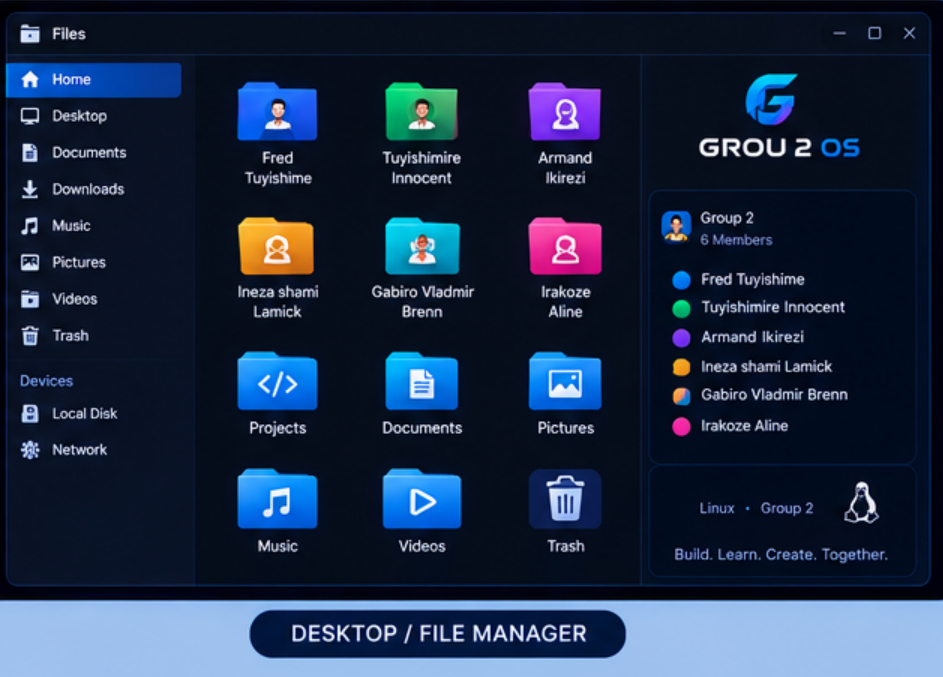 Files
Home
Desktop
Documents
Downloads
Music
Pictures
Videos
Trash
Devices
Local Disk
Network
Fred
Tuyishime
Tuyishimire
Innocent
Armand
Ikirezi
Ineza shami
Lamick
Gabiro Vladmir
Brenn
Irakoze
Aline
</>
Projects
Documents
Pictures
Music
Videos
Trash
GROU 2 OS
Group 2
6 Members
Fred Tuyishime
Tuyishimire Innocent
Armand Ikirezi
Ineza shami Lamick
Gabiro Vladmir Brenn
Irakoze Aline
Linux • Group 2
Build. Learn. Create. Together.
DESKTOP / FILE MANAGER